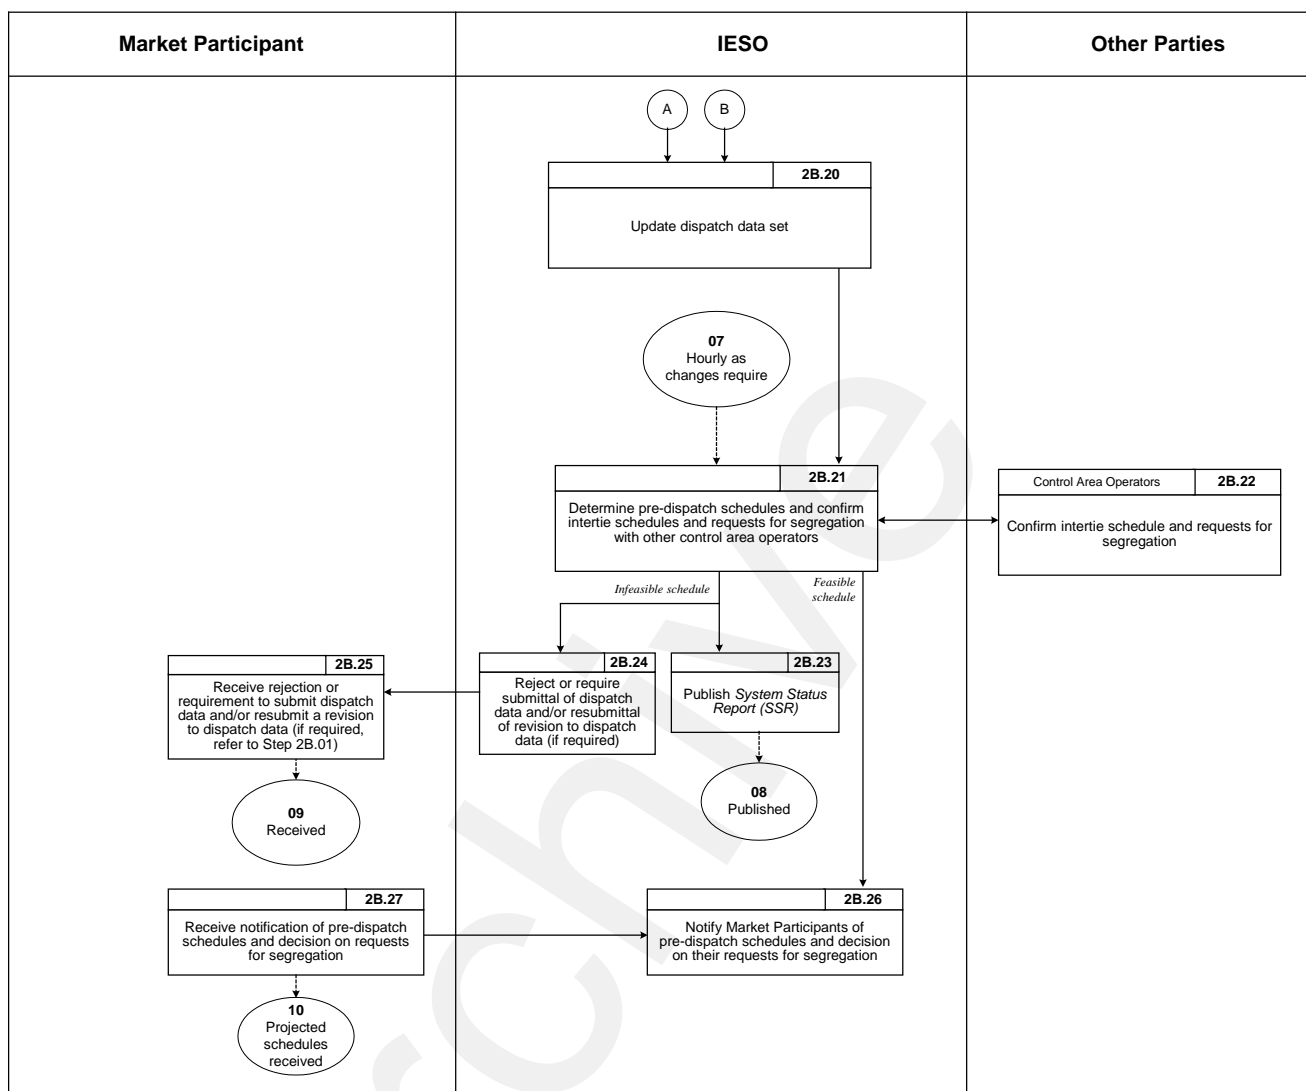 Market Participant
IESO
Other Parties
A
B
2B.20
Update dispatch data set
07
Hourly as
changes require
2B.21
Determine pre-dispatch schedules and confirm
intertie schedules and requests for segregation
with other control area operators
Control Area Operators
2B.22
Confirm intertie schedule and requests for
segregation
Infeasible schedule
Feasible
schedule
2B.25
Receive rejection or
requirement to submit dispatch
data and/or resubmit a revision
to dispatch data (if required,
refer to Step 2B.01)
2B.24
Reject or require
submittal of dispatch
data and/or resubmittal
of revision to dispatch
data (if required)
2B.23
Publish System Status
Report (SSR)
09
Received
08
Published
2B.27
Receive notification of pre-dispatch
schedules and decision on requests
for segregation
2B.26
Notify Market Participants of
pre-dispatch schedules and decision
on their requests for segregation
10
Projected
schedules
received
rchive